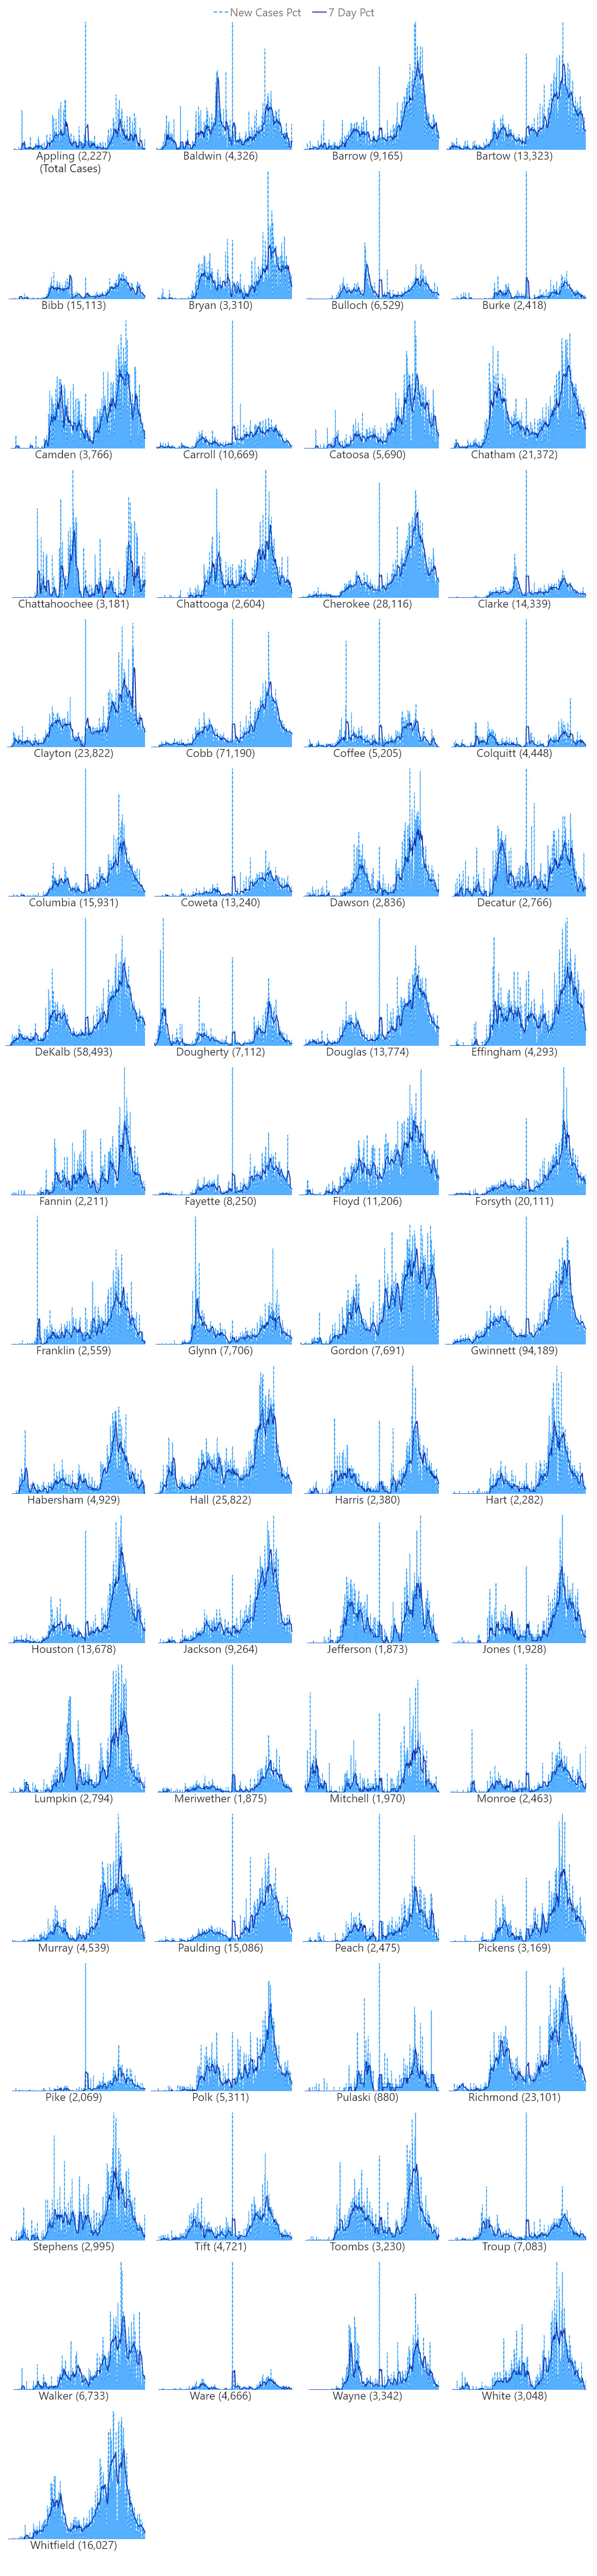 New Cases Pct 7 Day Pct
Appling (2,227) Baldwin (4,326) Barrow (9,165) Bartow (13,323)
(Total Cases)
Bibb (15,113) Bryan (3,310) Bulloch (6,529) Burke (2,418)
Camden (3,766) Carroll (10,669) Catoosa (5,690) Chatham (21,372)
Chattahoochee (3,181) Chattooga (2,604) Cherokee (28,116) Clarke (14,339)
Clayton (23,822) Cobb (71,190) Coffee (5,205) Colquitt (4,448)
Columbia (15,931) Coweta (13,240) Dawson (2,836) Decatur (2,766)
DeKalb (58,493) Dougherty (7,112) Douglas (13,774) Effingham (4,293)
Fannin (2,211) Fayette (8,250) Floyd (11,206) Forsyth (20,111)
Franklin (2,559) Glynn (7,706) Gordon (7,691) Gwinnett (94,189)
Habersham (4,929) Hall (25,822) Harris (2,380) Hart (2,282)
Houston (13,678) Jackson (9,264) Jefferson (1,873) Jones (1,928)
Lumpkin (2,794) Meriwether (1,875) Mitchell (1,970) Monroe (2,463)
Murray (4,539) Paulding (15,086) Peach (2,475) Pickens (3,169)
Pike (2,069) Polk (5,311) Pulaski (880) Richmond (23,101)
Stephens (2,995) Tift (4,721) Toombs (3,230) Troup (7,083)
Walker (6,733) Ware (4,666) Wayne (3,342) White (3,048)
Whitfield (16,027)